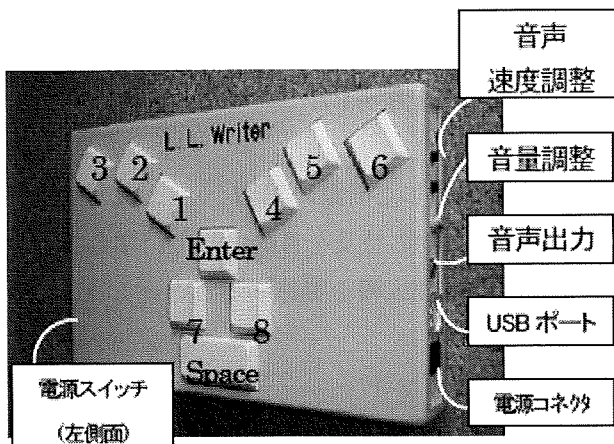 音声
速度調整
音量調整
音声出力
USB ポート
電源コネクタ
電源スイッチ
(左側面)
L L. Writer
3 2 1
4 5 6
Enter
7 8
Space